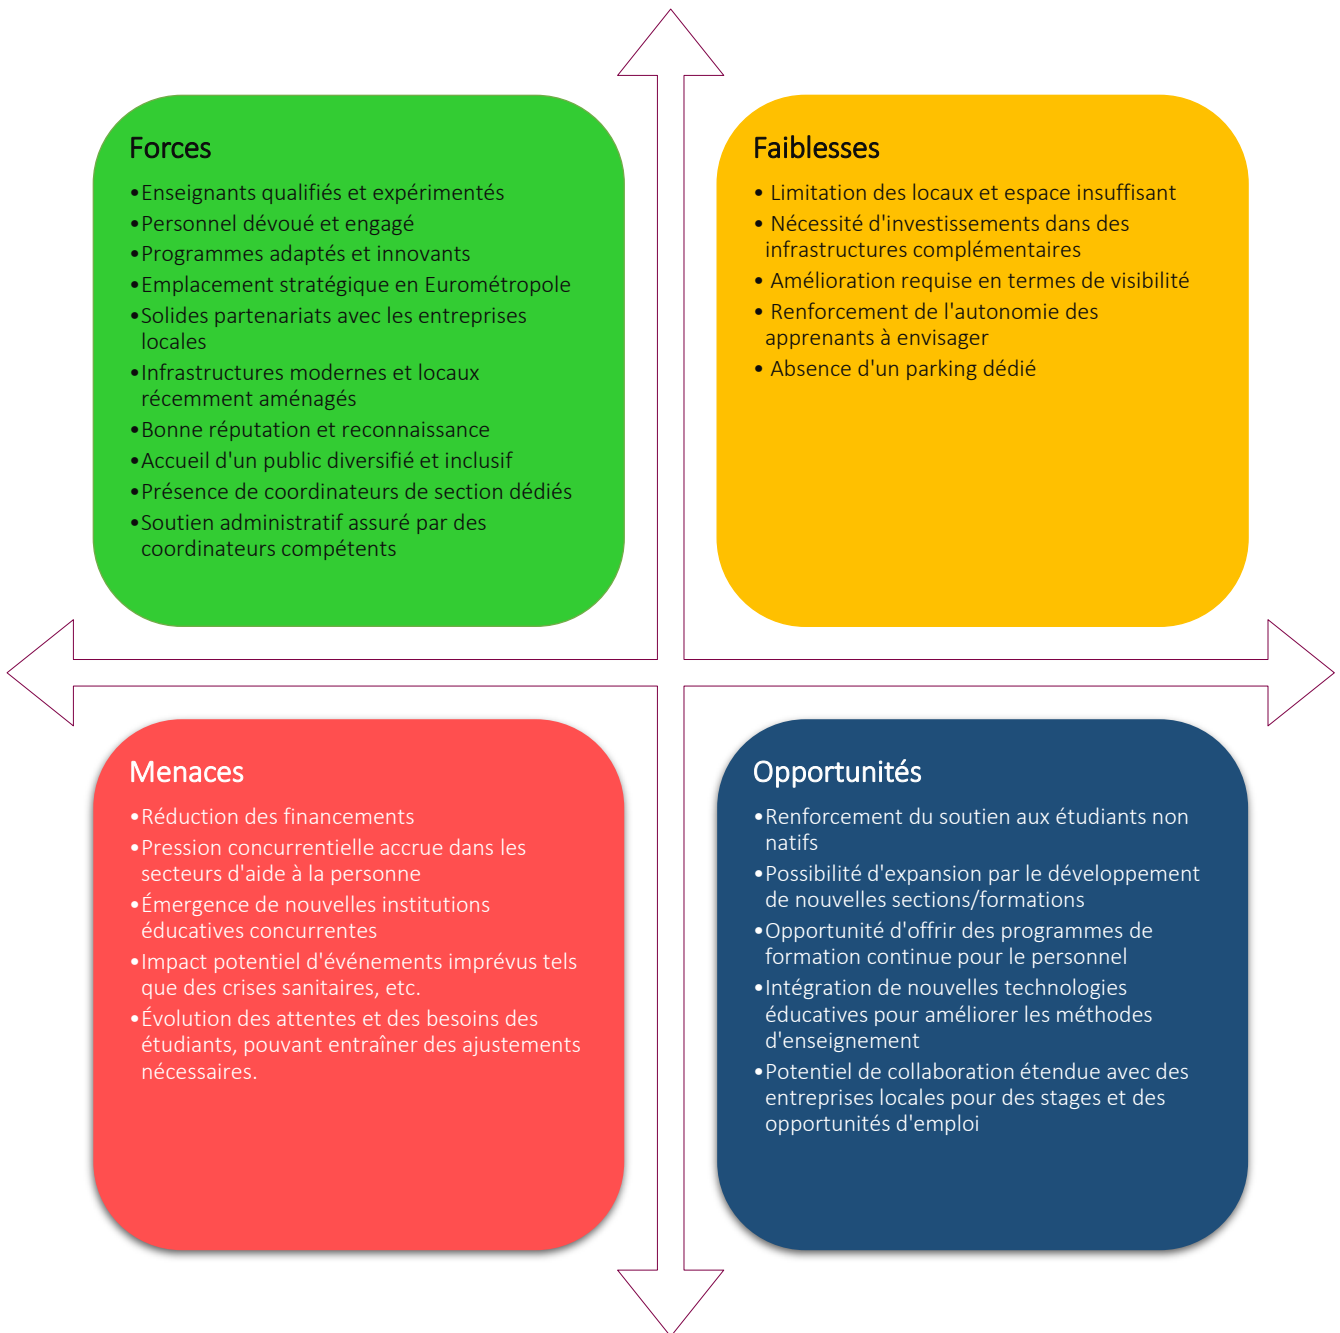 Forces
•Enseignants qualifiés et expérimentés
•Personnel dévoué et engagé
•Programmes adaptés et innovants
•Emplacement stratégique en Eurométropole
•Solides partenariats avec les entreprises
locales
•Infrastructures modernes et locaux
récemment aménagés
•Bonne réputation et reconnaissance
•Accueil d'un public diversifié et inclusif
•Présence de coordinateurs de section dédiés
•Soutien administratif assuré par des
coordinateurs compétents
Faiblesses
• Limitation des locaux et espace insuffisant
• Nécessité d'investissements dans des
infrastructures complémentaires
• Amélioration requise en termes de visibilité
• Renforcement de l'autonomie des
apprenants à envisager
• Absence d'un parking dédié
Menaces
•Réduction des financements
•Pression concurrentielle accrue dans les
secteurs d'aide à la personne
•Émergence de nouvelles institutions
éducatives concurrentes
•Impact potentiel d'événements imprévus tels
que des crises sanitaires, etc.
•Évolution des attentes et des besoins des
étudiants, pouvant entraîner des ajustements
nécessaires.
Opportunités
•Renforcement du soutien aux étudiants non
natifs
•Possibilité d'expansion par le développement
de nouvelles sections/formations
•Opportunité d'offrir des programmes de
formation continue pour le personnel
•Intégration de nouvelles technologies
éducatives pour améliorer les méthodes
d'enseignement
•Potentiel de collaboration étendue avec des
entreprises locales pour des stages et des
opportunités d'emploi